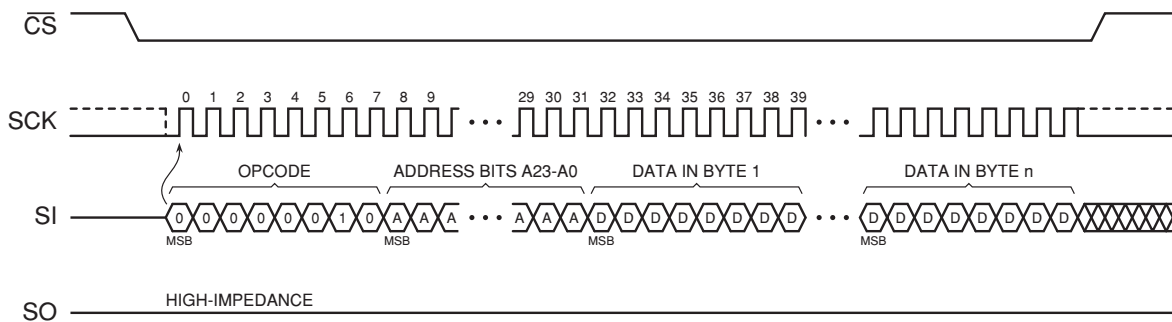 CS
0 1 2 3 4 5 6 7 8 9 29 30 31 32 33 34 35 36 37 38 39
SCK
OPCODE ADDRESS BITS A23-A0 DATA IN BYTE 1 DATA IN BYTE n
SI 0 0 0 0 0 0 1 0 A A A A A A D D D D D D D D D D D D D D D D
MSB MSB MSB MSB
HIGH-IMPEDANCE
SO